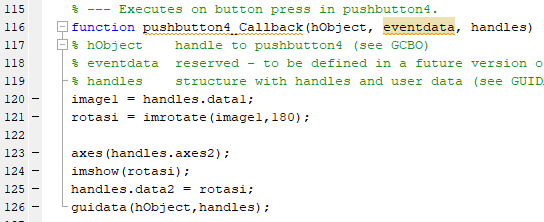 115 % --- Executes on button press in pushbutton4.
116 function pushbutton4_Callback(hObject, eventdata, handles)
117 % hObject    handle to pushbutton4 (see GCBO)
118 % eventdata  reserved - to be defined in a future version o
119 % handles    structure with handles and user data (see GUID
120 - image1 = handles.data1;
121 - rotasi = imrotate(image1,180);
122
123 - axes(handles.axes2);
124 - imshow(rotasi);
125 - handles.data2 = rotasi;
126 - guidata(hObject,handles);